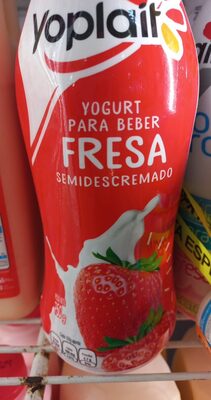 Yoplait
YOGURT
PARA BEBER
FRESA
SEMIDESCREMADO